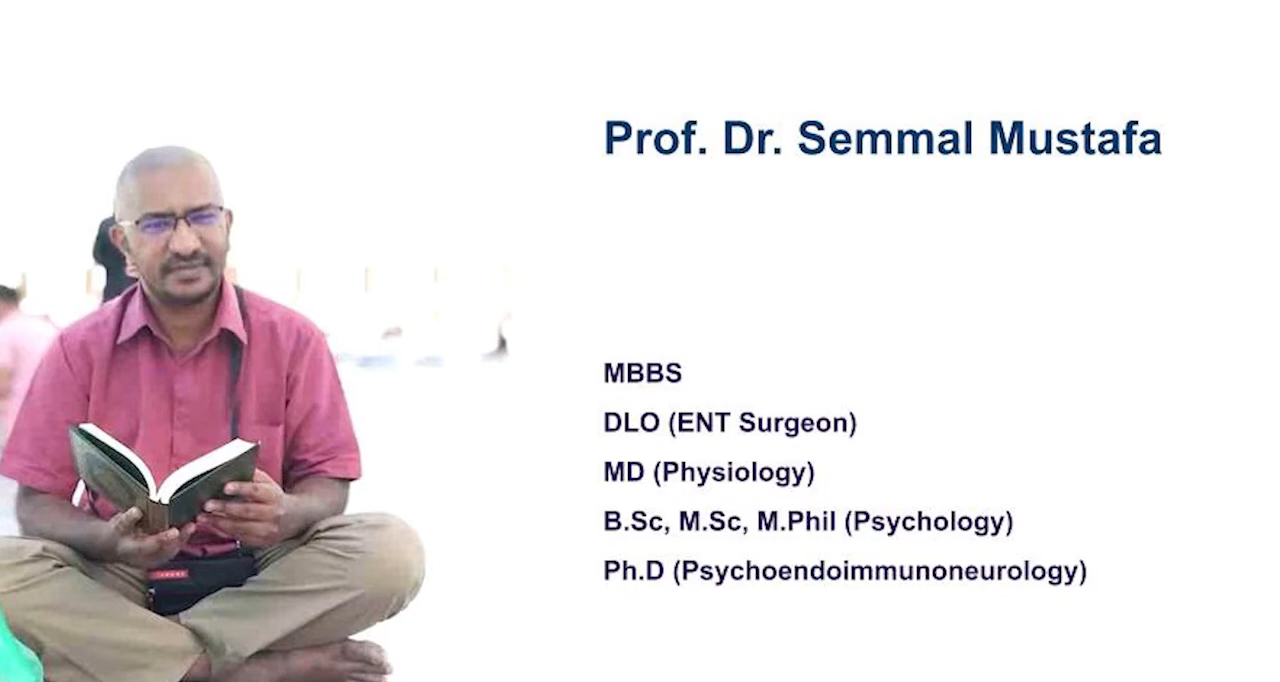 Prof. Dr. Semmal Mustafa
MBBS
DLO (ENT Surgeon)
MD (Physiology)
B.Sc, M.Sc, M.Phil (Psychology)
Ph.D (Psychoendoimmunoneurology)